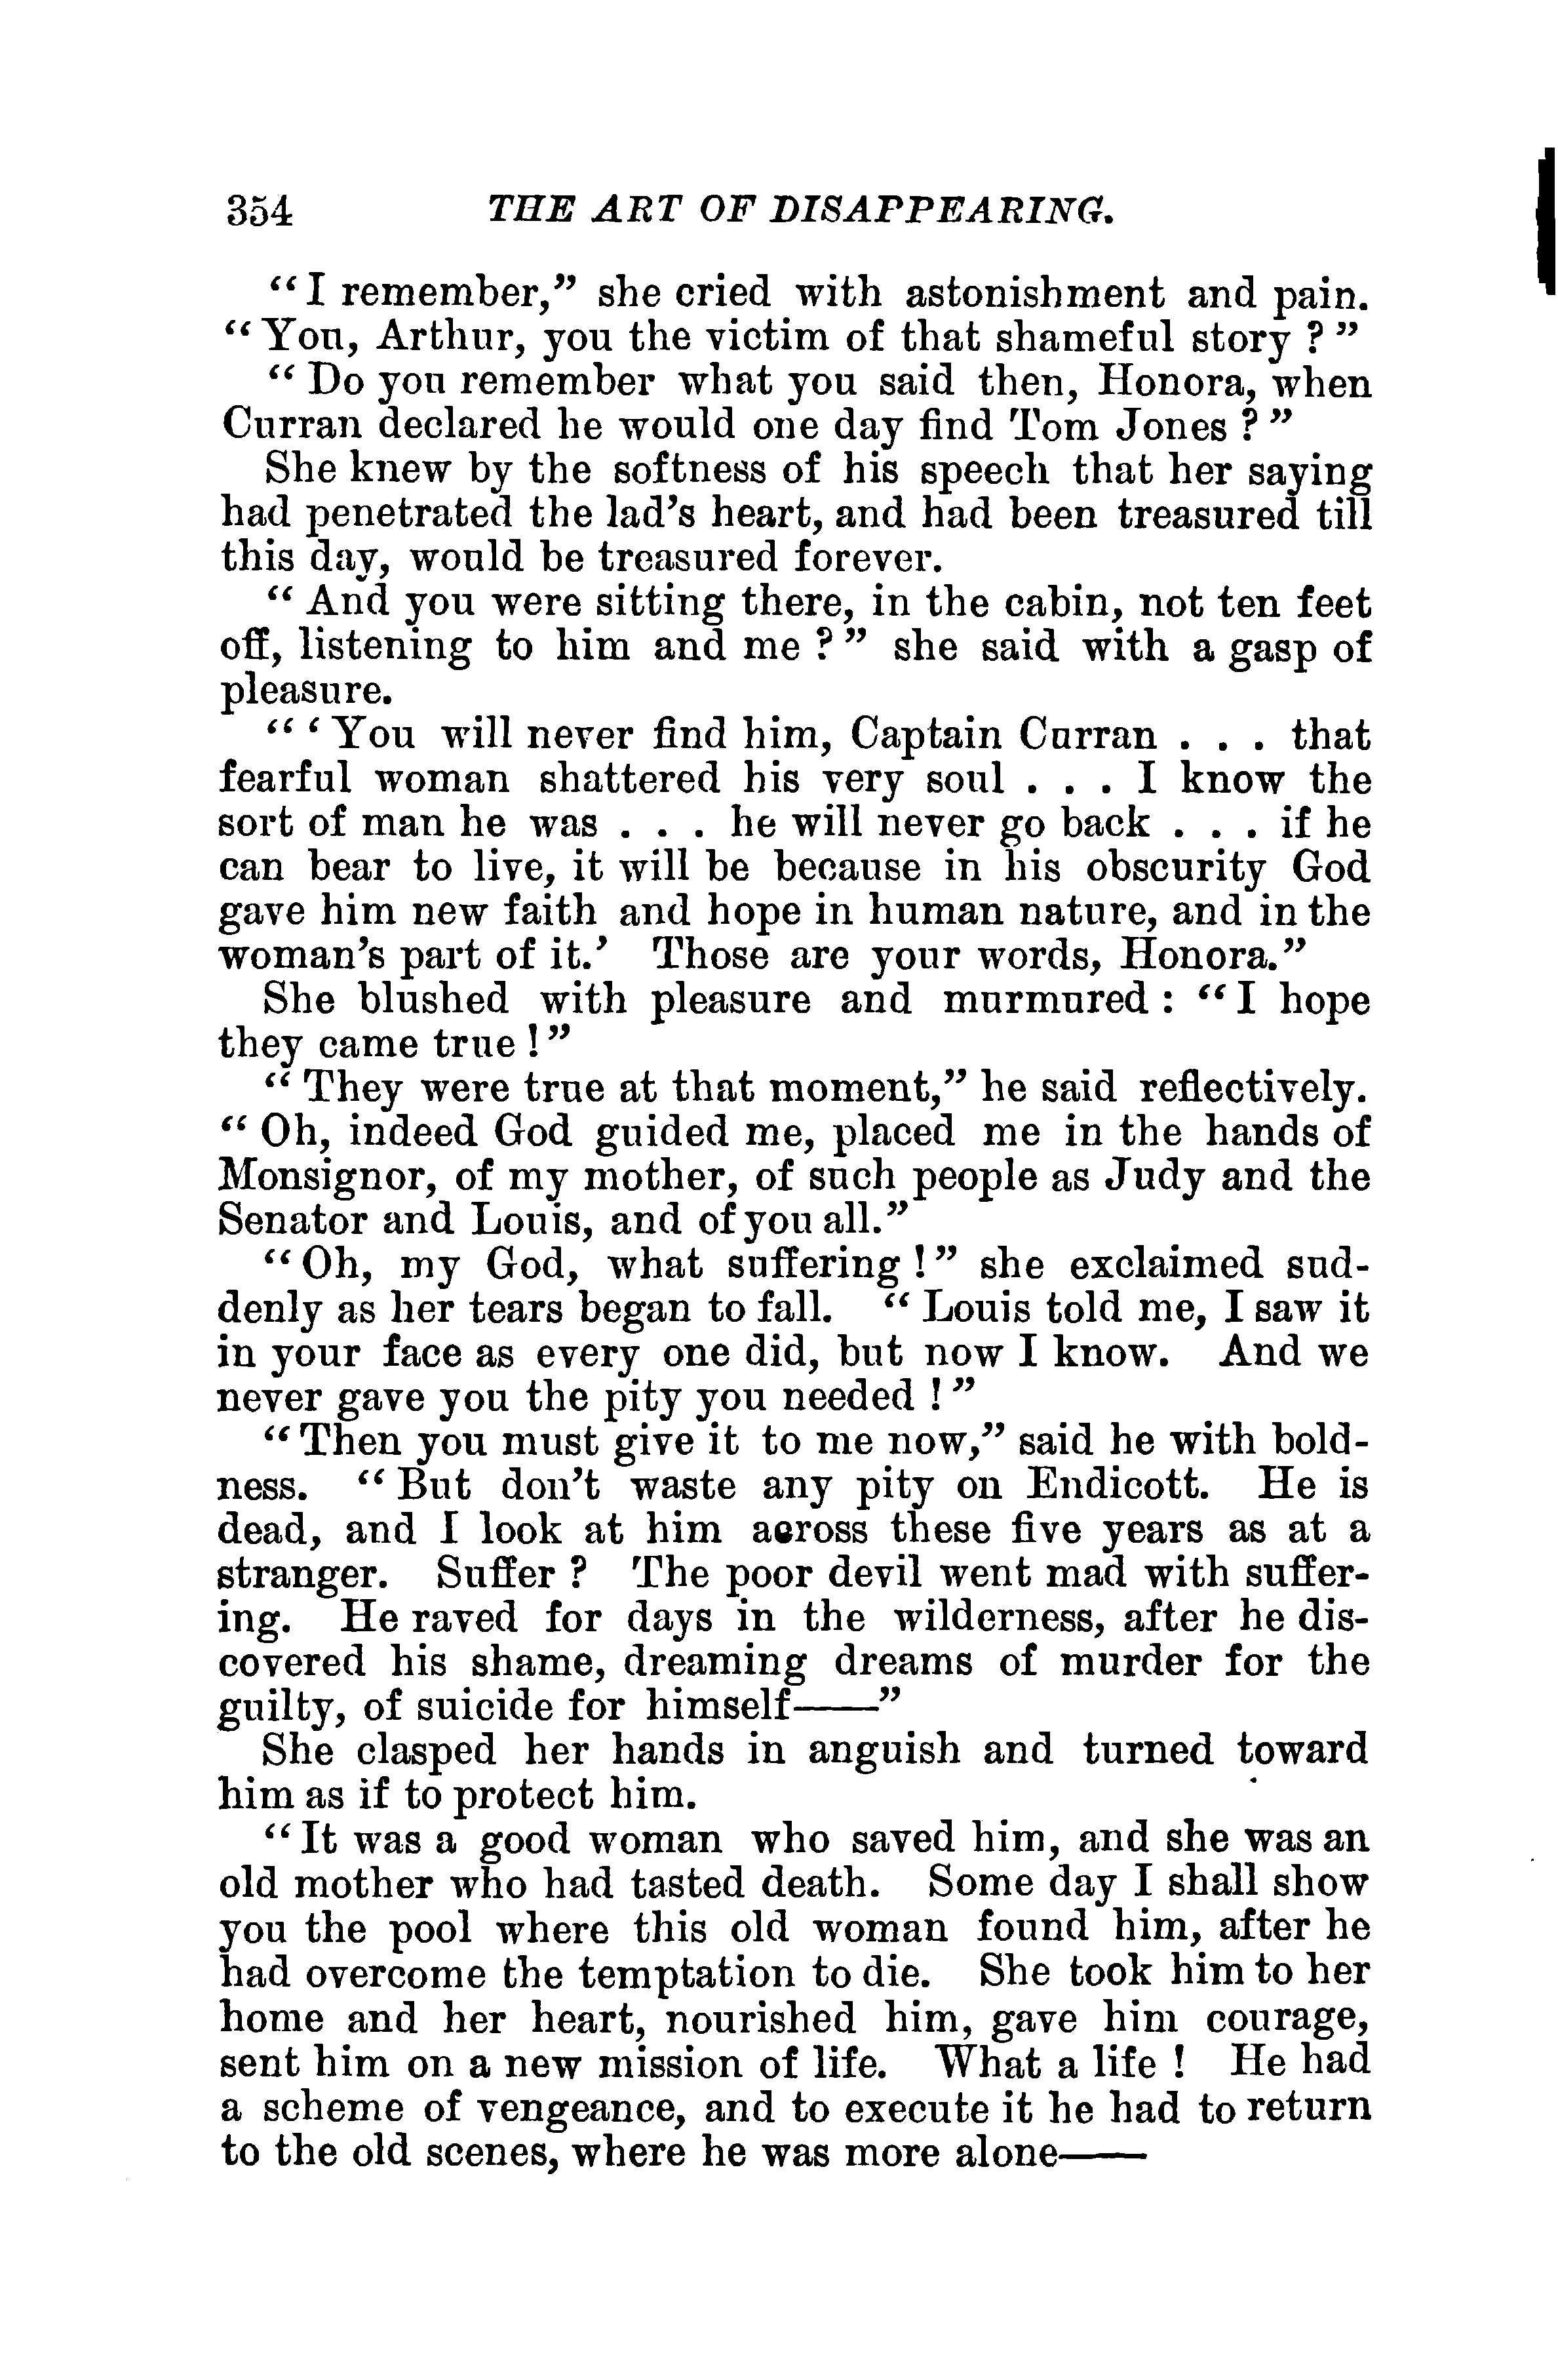 354 THE ART OF DISAPPEARING.
“I remember,” she cried with astonishment and pain.
“You, Arthur, you the victim of that shameful story ?”
“Do you remember what you said then, Honora, when
Curran declared he would one day find Tom Jones ?”
She knew by the softness of his speech that her saying
had penetrated the lad’s heart, and had been treasured till
this day, would be treasured forever.
“And you were sitting there, in the cabin, not ten feet
off, listening to him and me ?” she said with a gasp of
pleasure.
“‘You will never find him, Captain Curran . . . that
fearful woman shattered his very soul . . . I know the
sort of man he was . . . he will never go back . . . if he
can bear to live, it will be because in his obscurity God
gave him new faith and hope in human nature, and in the
woman’s part of it.’ Those are your words, Honora.”
She blushed with pleasure and murmured : “I hope
they came true !”
“They were true at that moment,” he said reflectively.
“Oh, indeed God guided me, placed me in the hands of
Monsignor, of my mother, of such people as Judy and the
Senator and Louis, and of you all.”
“Oh, my God, what suffering !” she exclaimed sud-
denly as her tears began to fall. “Louis told me, I saw it
in your face as every one did, but now I know. And we
never gave you the pity you needed !”
“Then you must give it to me now,” said he with bold-
ness. “But don’t waste any pity on Endicott. He is
dead, and I look at him across these five years as at a
stranger. Suffer ? The poor devil went mad with suffer-
ing. He raved for days in the wilderness, after he dis-
covered his shame, dreaming dreams of murder for the
guilty, of suicide for himself——”
She clasped her hands in anguish and turned toward
him as if to protect him.
“It was a good woman who saved him, and she was an
old mother who had tasted death. Some day I shall show
you the pool where this old woman found him, after he
had overcome the temptation to die. She took him to her
home and her heart, nourished him, gave him courage,
sent him on a new mission of life. What a life ! He had
a scheme of vengeance, and to execute it he had to return
to the old scenes, where he was more alone——